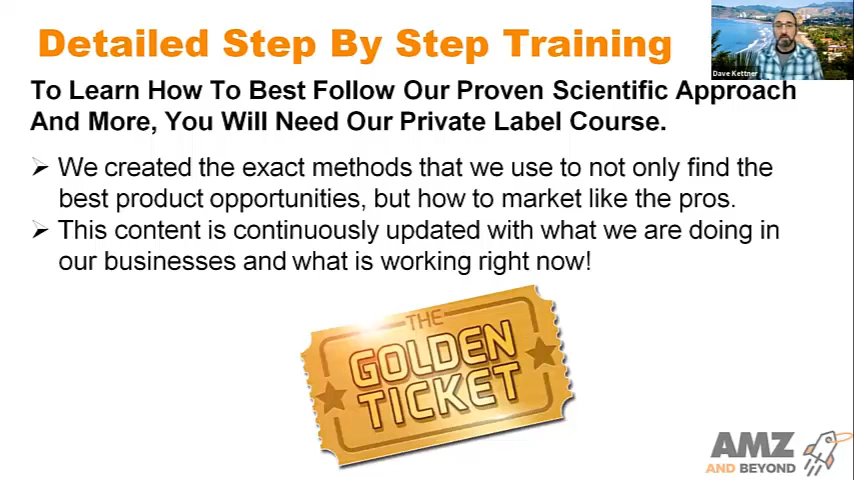 Detailed Step By Step Training
Dave Kettner
To Learn How To Best Follow Our Proven Scientific Approach
And More, You Will Need Our Private Label Course.
➢ We created the exact methods that we use to not only find the
best product opportunities, but how to market like the pros.
➢ This content is continuously updated with what we are doing in
our businesses and what is working right now!
THE
GOLDEN
TICKET
AMZ
AND BEYOND